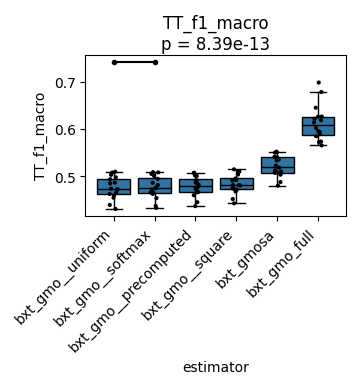 TT_f1_macro
p = 8.39e-13
TT_f1_macro
0.7
0.6
0.5
bxt_gmo__uniform
bxt_gmo__softmax
bxt_gmo__precomputed
bxt_gmo__square
bxt_gmosa
bxt_gmo_full
estimator